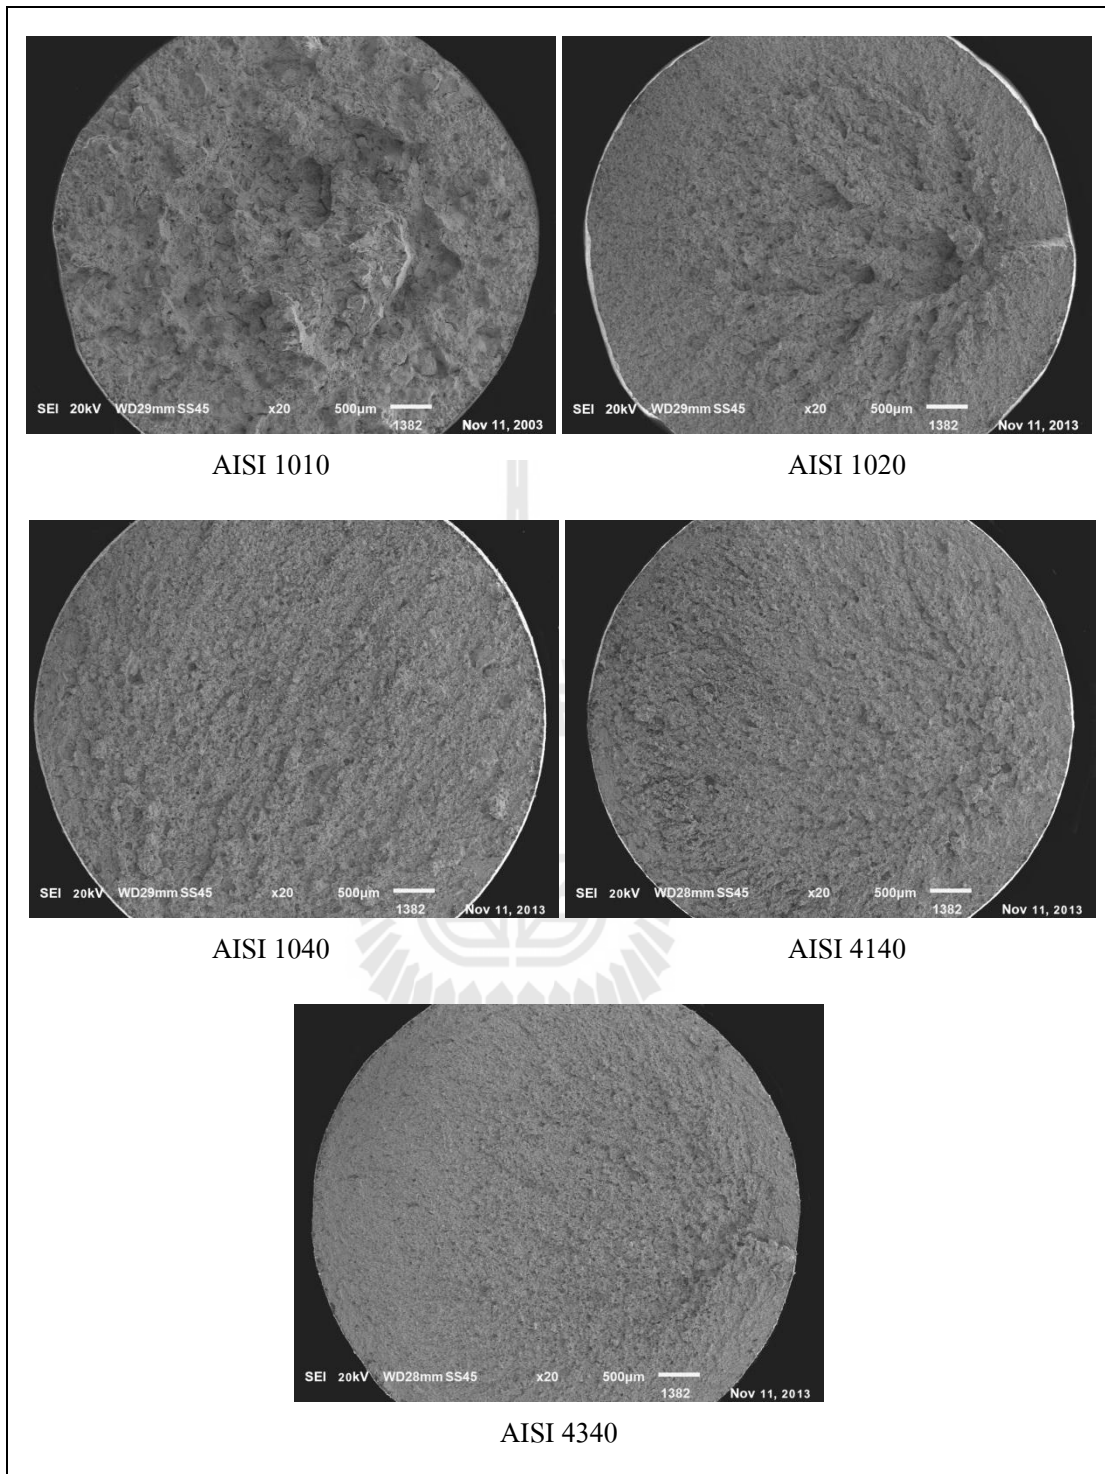 SEI 20kV WD29mm SS45 x20 500µm
1382 Nov 11, 2003
SEI 20kV WD29mm SS45 x20 500µm
1382 Nov 11, 2013
AISI 1010 AISI 1020
SEI 20kV WD29mm SS45 x20 500µm
1382 Nov 11, 2013
SEI 20kV WD28mm SS45 x20 500µm
1382 Nov 11, 2013
AISI 1040 AISI 4140
SEI 20kV WD28mm SS45 x20 500µm
1382 Nov 11, 2013
AISI 4340